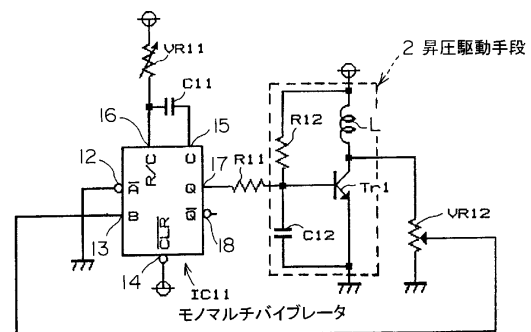 VR11
2 昇圧駆動手段
C11
16
15
R12
L
12
R/C
C
17
R11
A̅
Q
Tr1
VR12
B
Q̅
13
CLR
18
C12
14
IC11
モノマルチバイブレータ